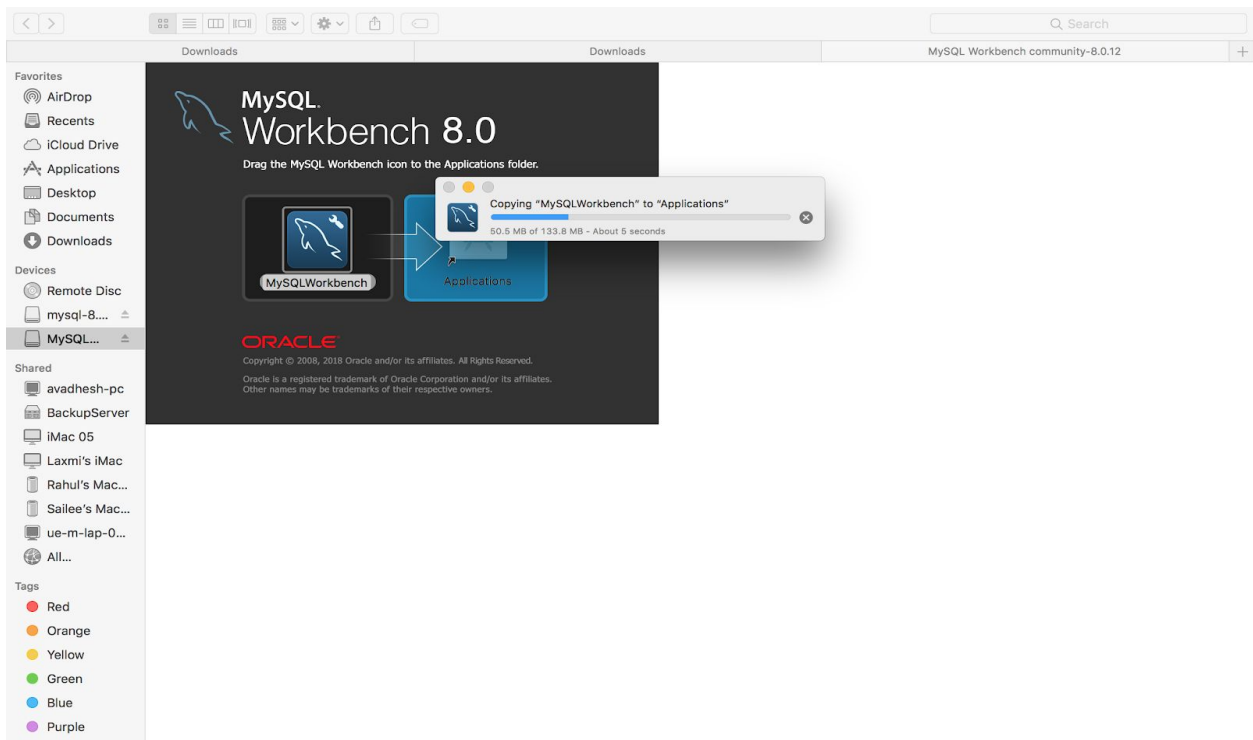 Search
Downloads
Downloads
MySQL Workbench community-8.0.12
Favorites
AirDrop
Recents
iCloud Drive
Applications
Desktop
Documents
Downloads
Devices
Remote Disc
mysql-8....
MySQL...
Shared
avadhesh-pc
BackupServer
iMac 05
Laxmi's iMac
Rahul's Mac...
Sailee's Mac...
ue-m-lap-0...
All...
Tags
Red
Orange
Yellow
Green
Blue
Purple
MySQL.
Workbench 8.0
Drag the MySQL Workbench icon to the Applications folder.
Copying “MySQLWorkbench” to “Applications”
50.5 MB of 133.8 MB - About 5 seconds
MySQLWorkbench
Applications
ORACLE
Copyright © 2008, 2018 Oracle and/or its affiliates. All Rights Reserved.
Oracle is a registered trademark of Oracle Corporation and/or its affiliates.
Other names may be trademarks of their respective owners.